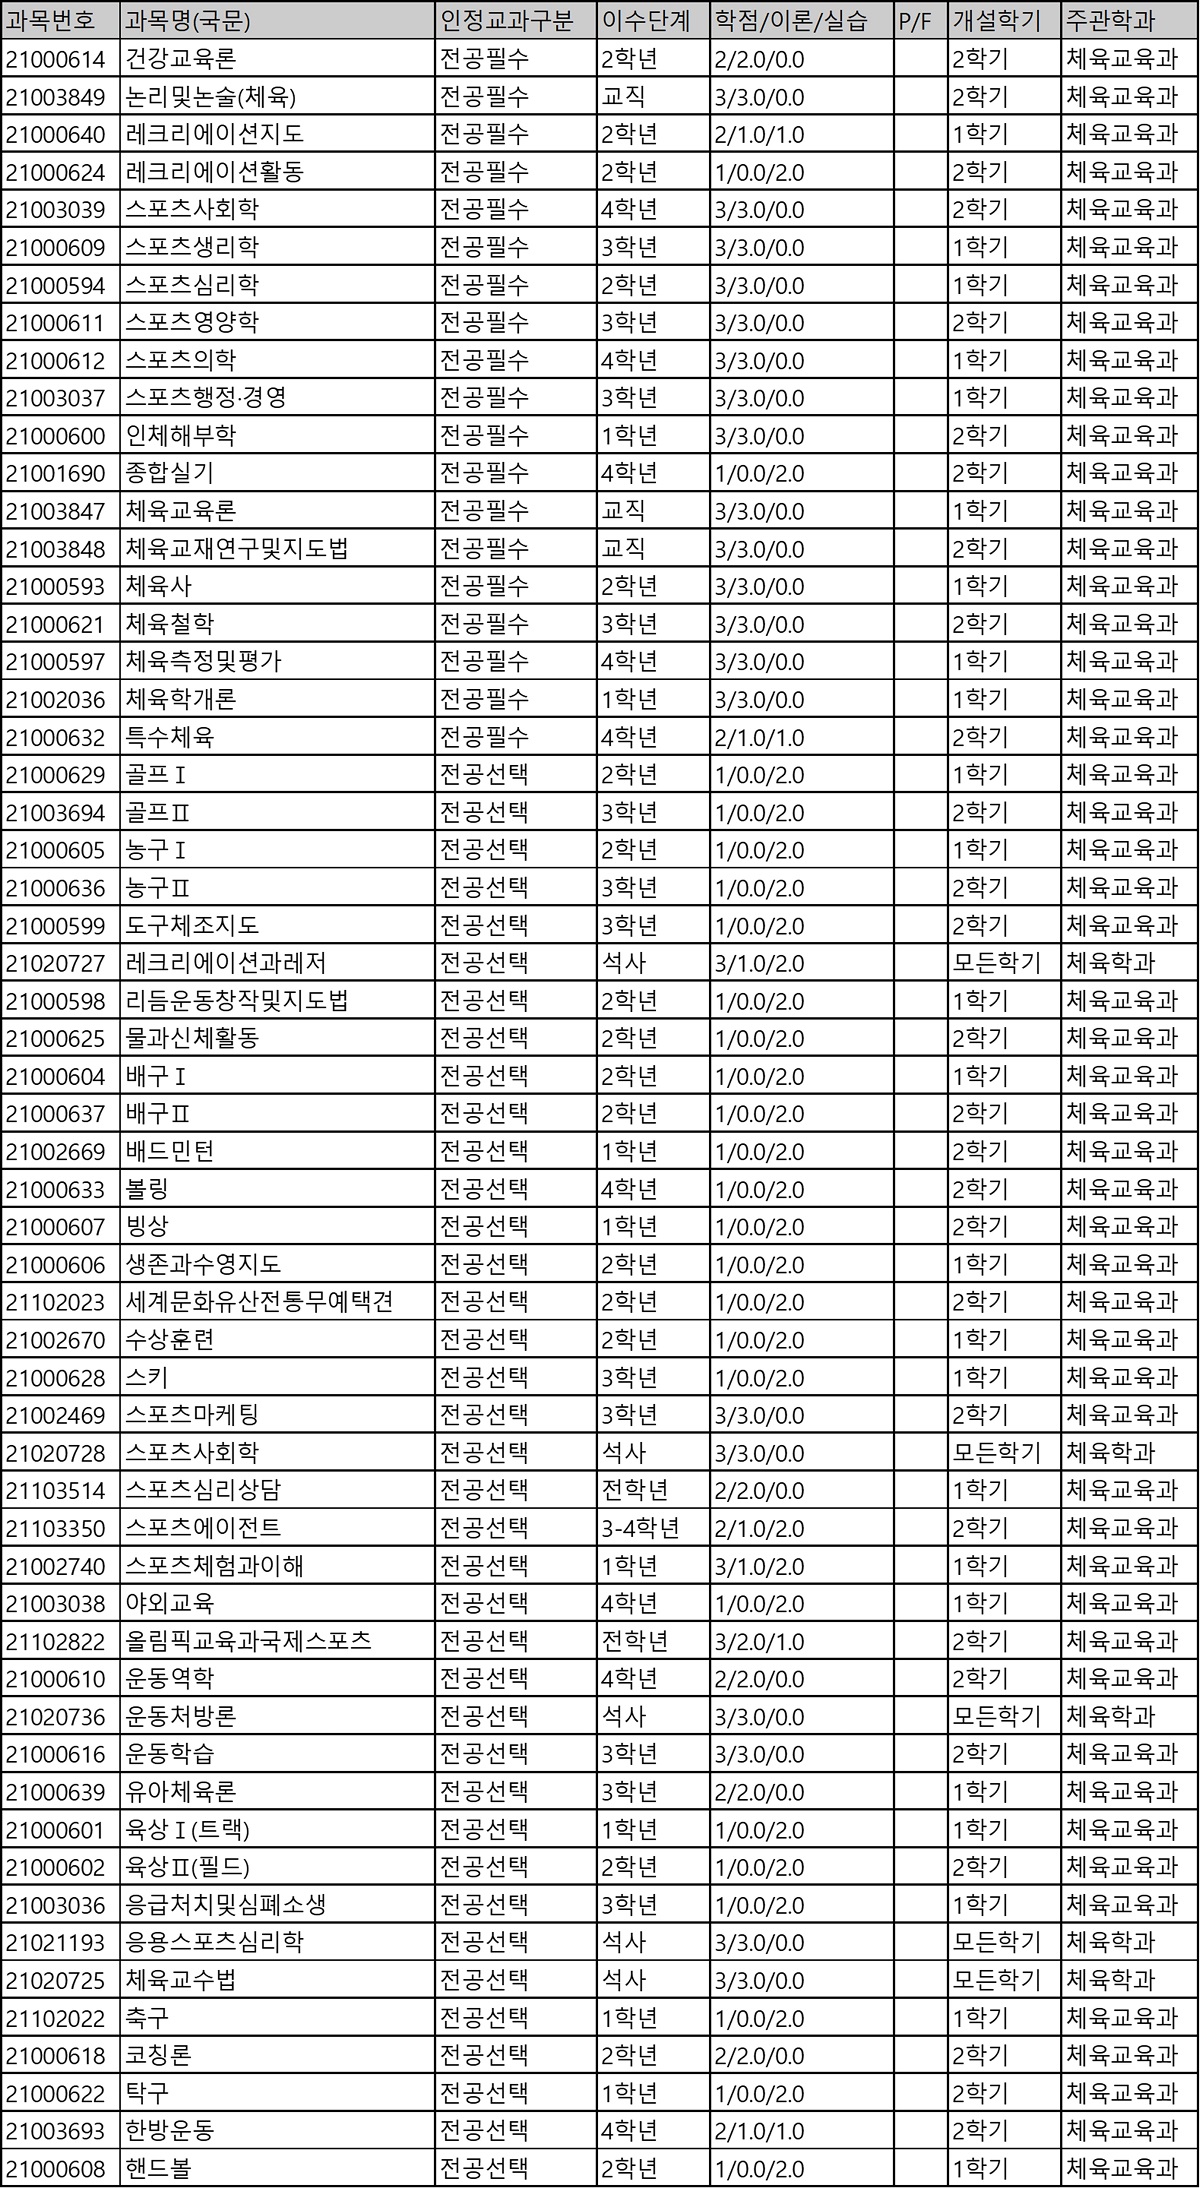 과목번호 과목명(국문) 인정교과구분 이수단계 학점/이론/실습 P/F 개설학기 주관학과
21000614 건강교육론 전공필수 2학년 2/2.0/0.0 2학기 체육교육과
21003849 논리및논술(체육) 전공필수 교직 3/3.0/0.0 2학기 체육교육과
21000640 레크리에이션지도 전공필수 2학년 2/1.0/1.0 1학기 체육교육과
21000624 레크리에이션활동 전공필수 2학년 1/0.0/2.0 2학기 체육교육과
21003039 스포츠사회학 전공필수 4학년 3/3.0/0.0 2학기 체육교육과
21000609 스포츠생리학 전공필수 3학년 3/3.0/0.0 1학기 체육교육과
21000594 스포츠심리학 전공필수 2학년 3/3.0/0.0 1학기 체육교육과
21000611 스포츠영양학 전공필수 3학년 3/3.0/0.0 2학기 체육교육과
21000612 스포츠의학 전공필수 4학년 3/3.0/0.0 1학기 체육교육과
21003037 스포츠행정·경영 전공필수 3학년 3/3.0/0.0 1학기 체육교육과
21000600 인체해부학 전공필수 1학년 3/3.0/0.0 2학기 체육교육과
21001690 종합실기 전공필수 4학년 1/0.0/2.0 2학기 체육교육과
21003847 체육교육론 전공필수 교직 3/3.0/0.0 1학기 체육교육과
21003848 체육교재연구및지도법 전공필수 교직 3/3.0/0.0 2학기 체육교육과
21000593 체육사 전공필수 2학년 3/3.0/0.0 1학기 체육교육과
21000621 체육철학 전공필수 3학년 3/3.0/0.0 2학기 체육교육과
21000597 체육측정및평가 전공필수 4학년 3/3.0/0.0 1학기 체육교육과
21002036 체육학개론 전공필수 1학년 3/3.0/0.0 1학기 체육교육과
21000632 특수체육 전공필수 4학년 2/1.0/1.0 2학기 체육교육과
21000629 골프Ⅰ 전공선택 2학년 1/0.0/2.0 1학기 체육교육과
21003694 골프Ⅱ 전공선택 3학년 1/0.0/2.0 2학기 체육교육과
21000605 농구Ⅰ 전공선택 2학년 1/0.0/2.0 1학기 체육교육과
21000636 농구Ⅱ 전공선택 3학년 1/0.0/2.0 2학기 체육교육과
21000599 도구체조지도 전공선택 3학년 1/0.0/2.0 2학기 체육교육과
21020727 레크리에이션과레저 전공선택 석사 3/1.0/2.0 모든학기 체육학과
21000598 리듬운동창작및지도법 전공선택 2학년 1/0.0/2.0 1학기 체육교육과
21000625 물과신체활동 전공선택 2학년 1/0.0/2.0 2학기 체육교육과
21000604 배구Ⅰ 전공선택 2학년 1/0.0/2.0 1학기 체육교육과
21000637 배구Ⅱ 전공선택 2학년 1/0.0/2.0 2학기 체육교육과
21002669 배드민턴 전공선택 1학년 1/0.0/2.0 2학기 체육교육과
21000633 볼링 전공선택 4학년 1/0.0/2.0 2학기 체육교육과
21000607 빙상 전공선택 1학년 1/0.0/2.0 2학기 체육교육과
21000606 생존과수영지도 전공선택 2학년 1/0.0/2.0 1학기 체육교육과
21102023 세계문화유산전통무예택견 전공선택 2학년 1/0.0/2.0 2학기 체육교육과
21002670 수상훈련 전공선택 2학년 1/0.0/2.0 1학기 체육교육과
21000628 스키 전공선택 3학년 1/0.0/2.0 1학기 체육교육과
21002469 스포츠마케팅 전공선택 3학년 3/3.0/0.0 2학기 체육교육과
21020728 스포츠사회학 전공선택 석사 3/3.0/0.0 모든학기 체육학과
21103514 스포츠심리상담 전공선택 전학년 2/2.0/0.0 1학기 체육교육과
21103350 스포츠에이전트 전공선택 3-4학년 2/1.0/2.0 2학기 체육교육과
21002740 스포츠체험과이해 전공선택 1학년 3/1.0/2.0 1학기 체육교육과
21003038 야외교육 전공선택 4학년 1/0.0/2.0 1학기 체육교육과
21102822 올림픽교육과국제스포츠 전공선택 전학년 3/2.0/1.0 2학기 체육교육과
21000610 운동역학 전공선택 4학년 2/2.0/0.0 2학기 체육교육과
21020736 운동처방론 전공선택 석사 3/3.0/0.0 모든학기 체육학과
21000616 운동학습 전공선택 3학년 3/3.0/0.0 2학기 체육교육과
21000639 유아체육론 전공선택 3학년 2/2.0/0.0 1학기 체육교육과
21000601 육상Ⅰ(트랙) 전공선택 1학년 1/0.0/2.0 1학기 체육교육과
21000602 육상Ⅱ(필드) 전공선택 2학년 1/0.0/2.0 2학기 체육교육과
21003036 응급처치및심폐소생 전공선택 3학년 1/0.0/2.0 1학기 체육교육과
21021193 응용스포츠심리학 전공선택 석사 3/3.0/0.0 모든학기 체육학과
21020725 체육교수법 전공선택 석사 3/3.0/0.0 모든학기 체육학과
21102022 축구 전공선택 1학년 1/0.0/2.0 1학기 체육교육과
21000618 코칭론 전공선택 2학년 2/2.0/0.0 2학기 체육교육과
21000622 탁구 전공선택 1학년 1/0.0/2.0 2학기 체육교육과
21003693 한방운동 전공선택 4학년 2/1.0/1.0 2학기 체육교육과
21000608 핸드볼 전공선택 2학년 1/0.0/2.0 1학기 체육교육과